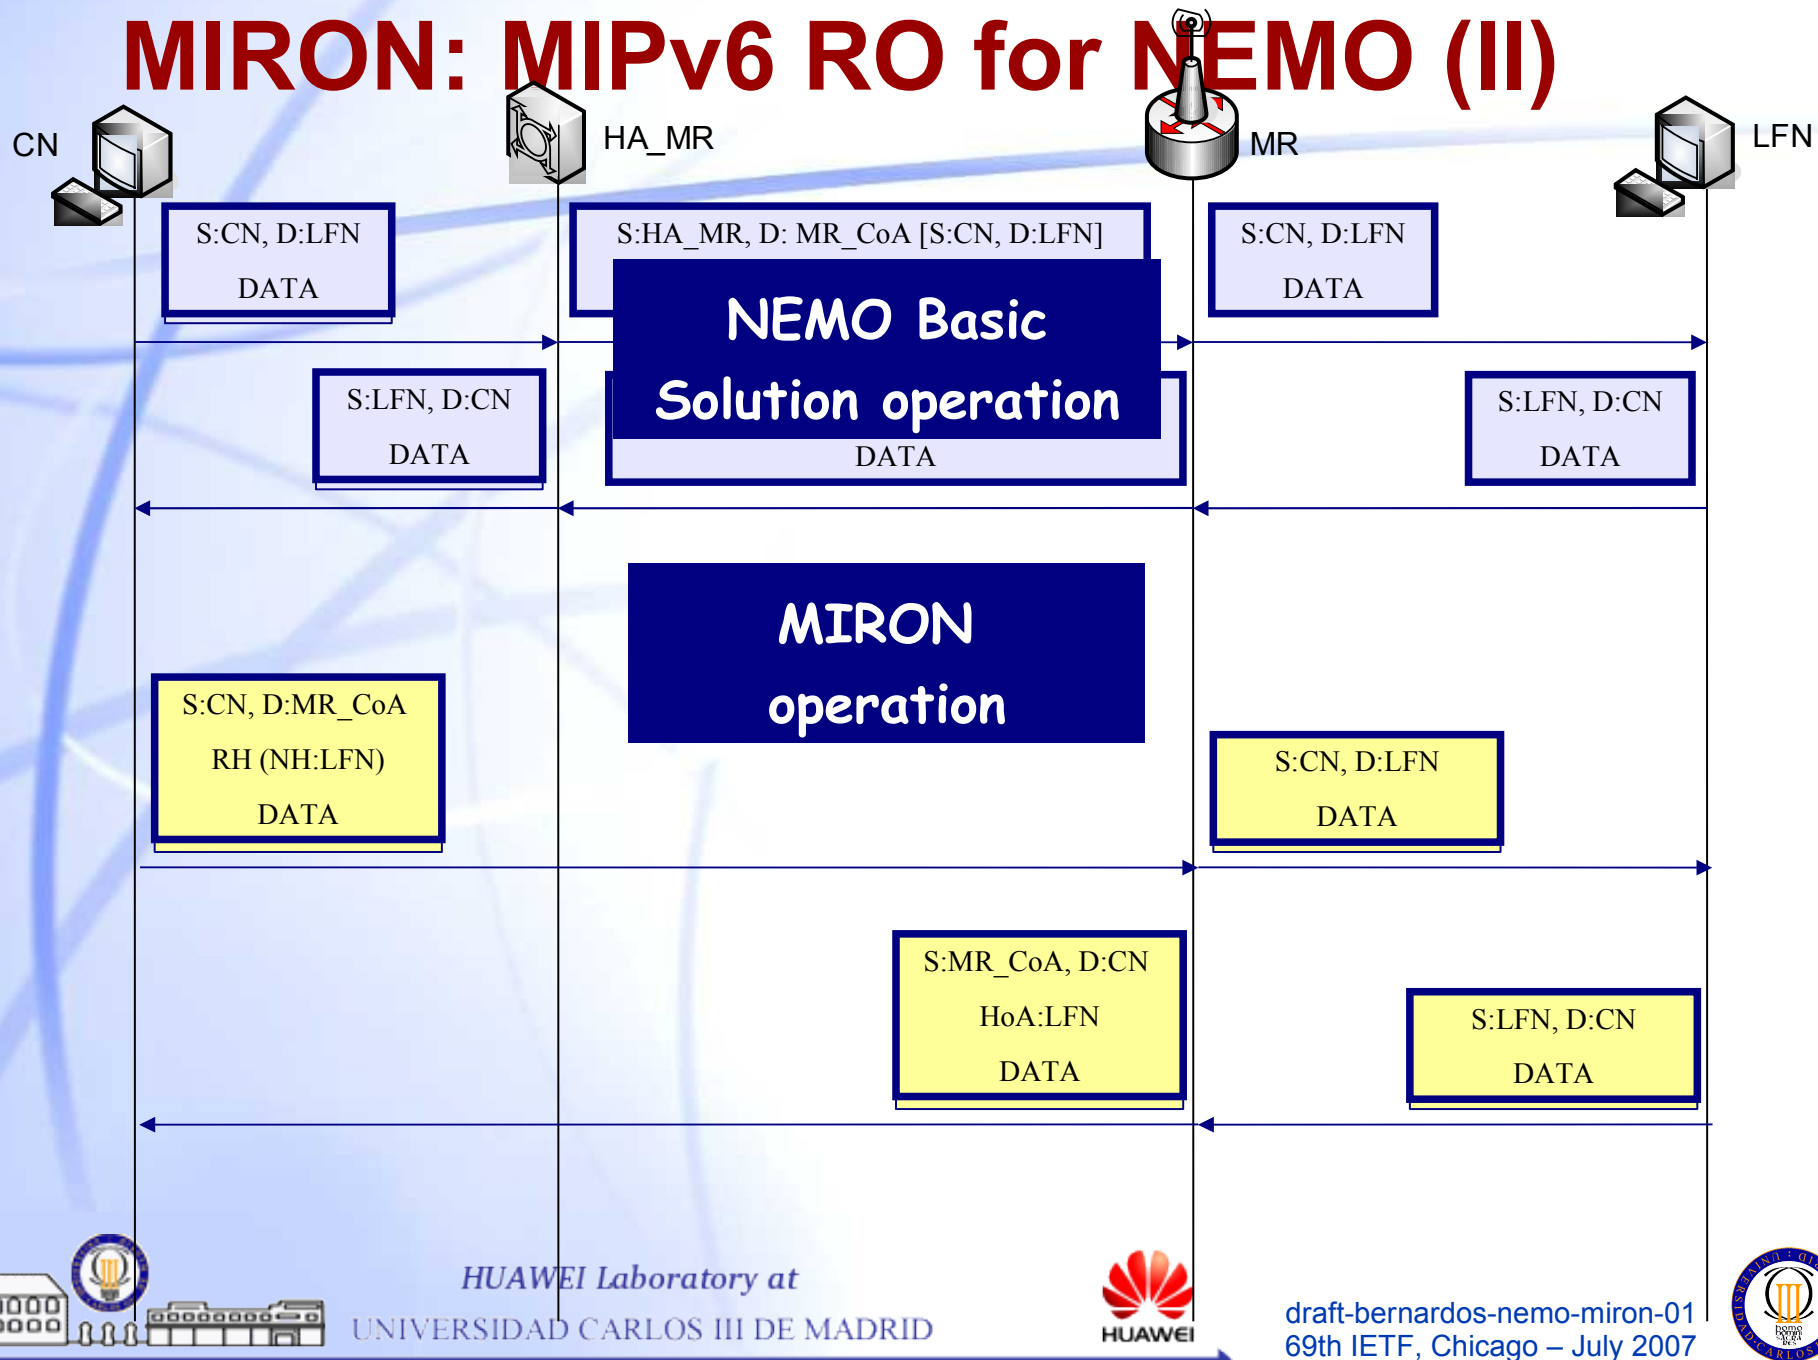 MIRON: MIPv6 RO for NEMO (II)
CN
HA_MR
MR
LFN
S:CN, D:LFN
DATA
S:HA_MR, D: MR_CoA [S:CN, D:LFN]
S:CN, D:LFN
DATA
NEMO Basic
Solution operation
S:LFN, D:CN
DATA
DATA
S:LFN, D:CN
DATA
MIRON
operation
S:CN, D:MR_CoA
RH (NH:LFN)
DATA
S:CN, D:LFN
DATA
S:MR_CoA, D:CN
HoA:LFN
DATA
S:LFN, D:CN
DATA
HUAWEI Laboratory at
UNIVERSIDAD CARLOS III DE MADRID
HUAWEI
draft-bernardos-nemo-miron-01
69th IETF, Chicago – July 2007